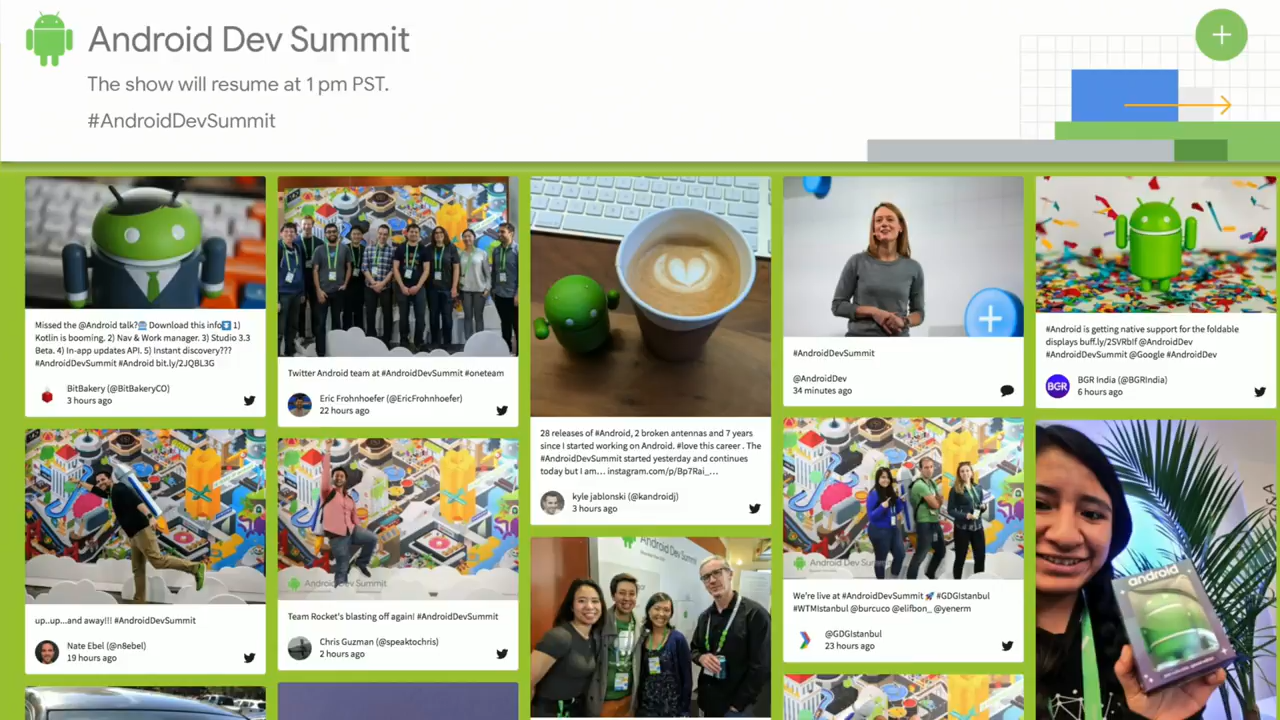 Android Dev Summit
The show will resume at 1 pm PST.
#AndroidDevSummit
Missed the @Android talk? Download this info 1)
Kotlin is booming. 2) Nav & Work manager. 3) Studio 3.3
Beta. 4) In-app updates API. 5) Instant discovery???
#AndroidDevSummit #Android bit.ly/2JQBL3G
BitBakery (@BitBakeryCO)
3 hours ago
up..up...and away!!! #AndroidDevSummit
Nate Ebel (@n8ebel)
19 hours ago
Twitter Android team at #AndroidDevSummit #oneteam
Eric Frohnhoefer (@EricFrohnhoefer)
22 hours ago
Android Dev Summit
Team Rocket's blasting off again! #AndroidDevSummit
Chris Guzman (@speaktochris)
2 hours ago
28 releases of #Android, 2 broken antennas and 7 years
since I started working on Android. #love this career . The
#AndroidDevSummit started yesterday and continues
today but I am... instagram.com/p/Bp7Rai_...
kyle jablonski (@kandroidj)
3 hours ago
Android Dev Summit
#AndroidDevSummit
@AndroidDev
34 minutes ago
Android Dev Summit
We're live at #AndroidDevSummit 🚀 #GDGIstanbul
#WTMIstanbul @burcuco @elifbon_ @yenerm
@GDGIstanbul
23 hours ago
#Android is getting native support for the foldable
displays buff.ly/2SVRbIf @AndroidDev
#AndroidDevSummit @Google #AndroidDev
BGR
BGR India (@BGRIndia)
6 hours ago
android